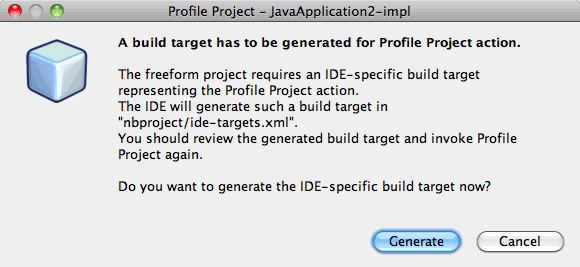 Profile Project – JavaApplication2-impl
A build target has to be generated for Profile Project action.
The freeform project requires an IDE-specific build target
representing the Profile Project action.
The IDE will generate such a build target in
"nbproject/ide-targets.xml".
You should review the generated build target and invoke Profile
Project again.
Do you want to generate the IDE-specific build target now?
Generate
Cancel